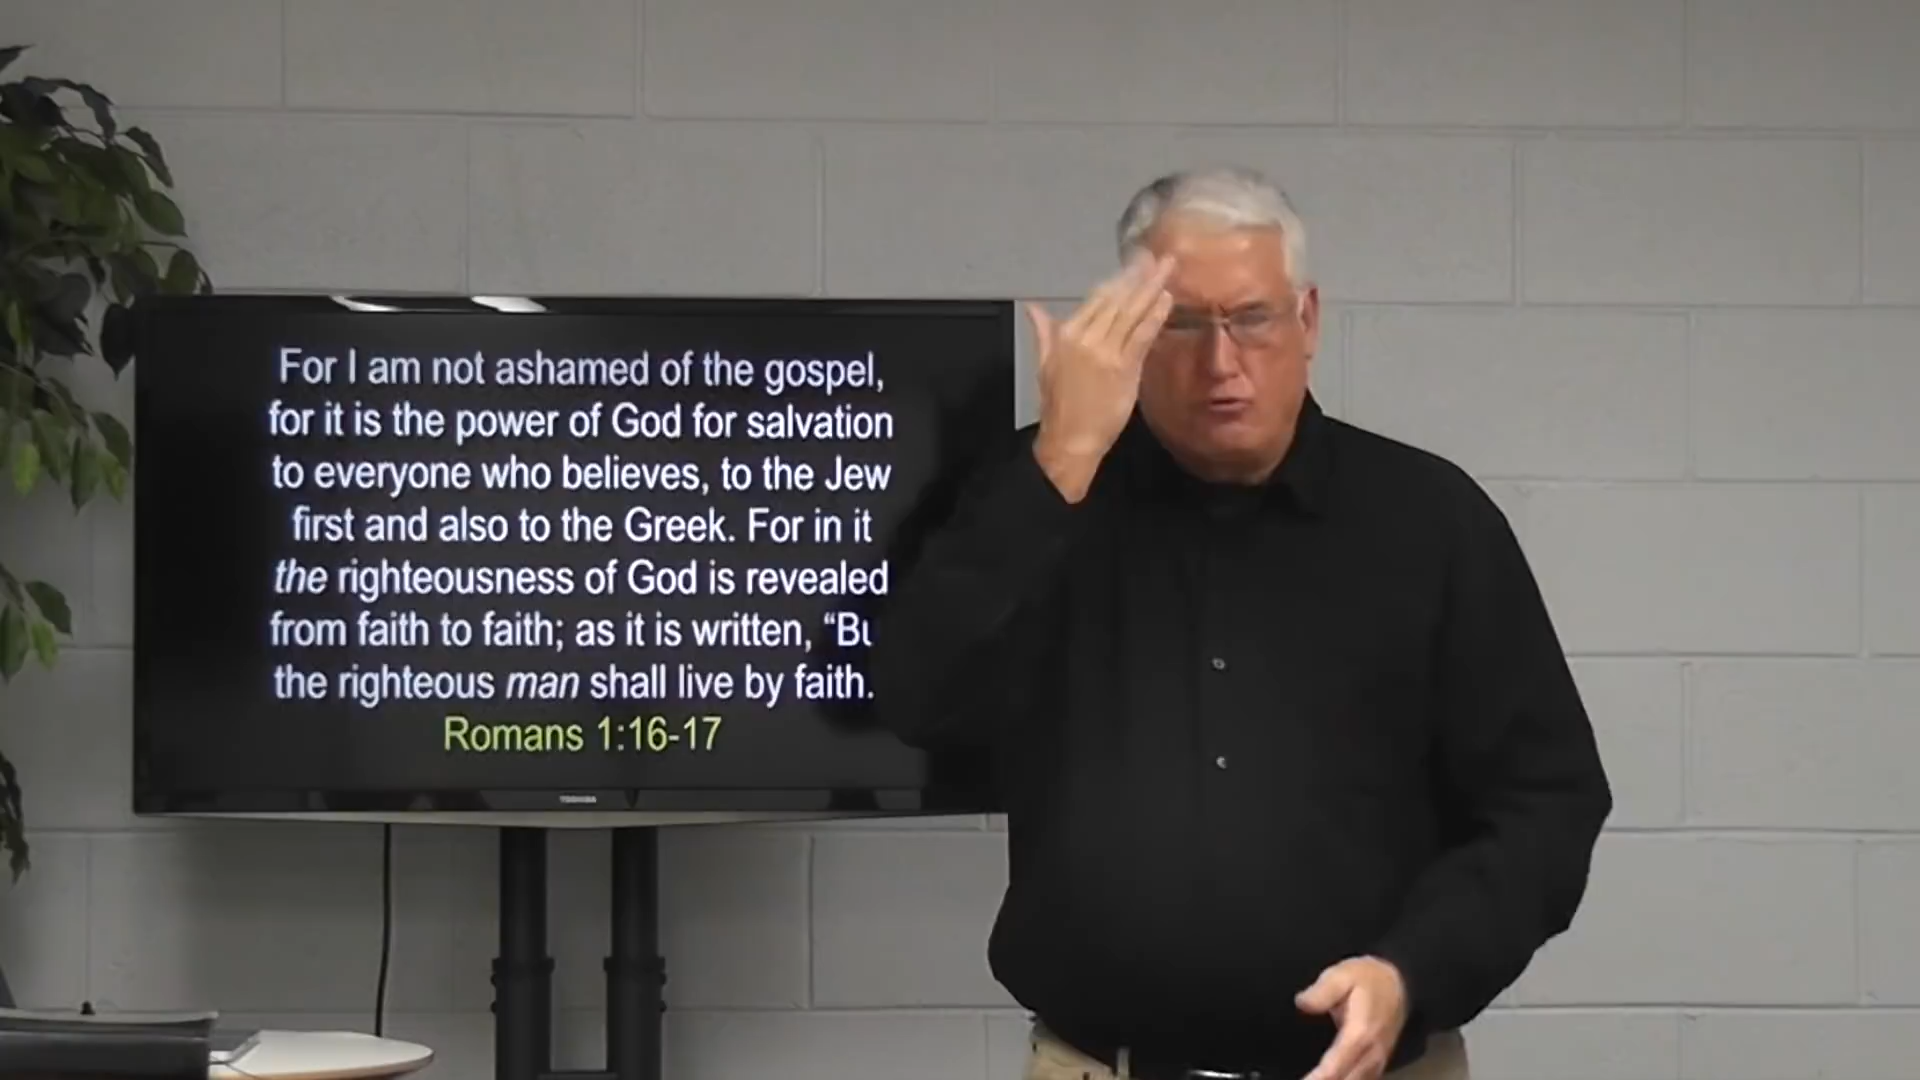 For I am not ashamed of the gospel,
for it is the power of God for salvation
to everyone who believes, to the Jew
first and also to the Greek. For in it
the righteousness of God is revealed
from faith to faith; as it is written, “Bu
the righteous man shall live by faith.
Romans 1:16-17
TOSHIBA